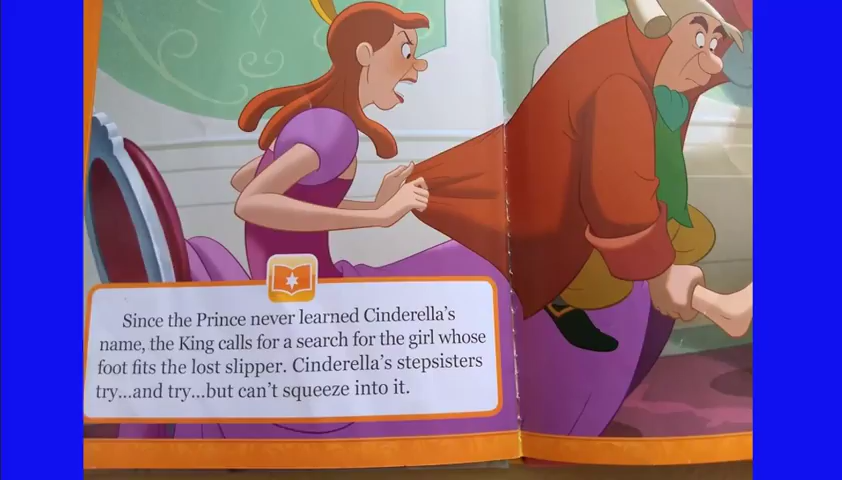 Since the Prince never learned Cinderella's
name, the King calls for a search for the girl whose
foot fits the lost slipper. Cinderella's stepsisters
try...and try...but can't squeeze into it.